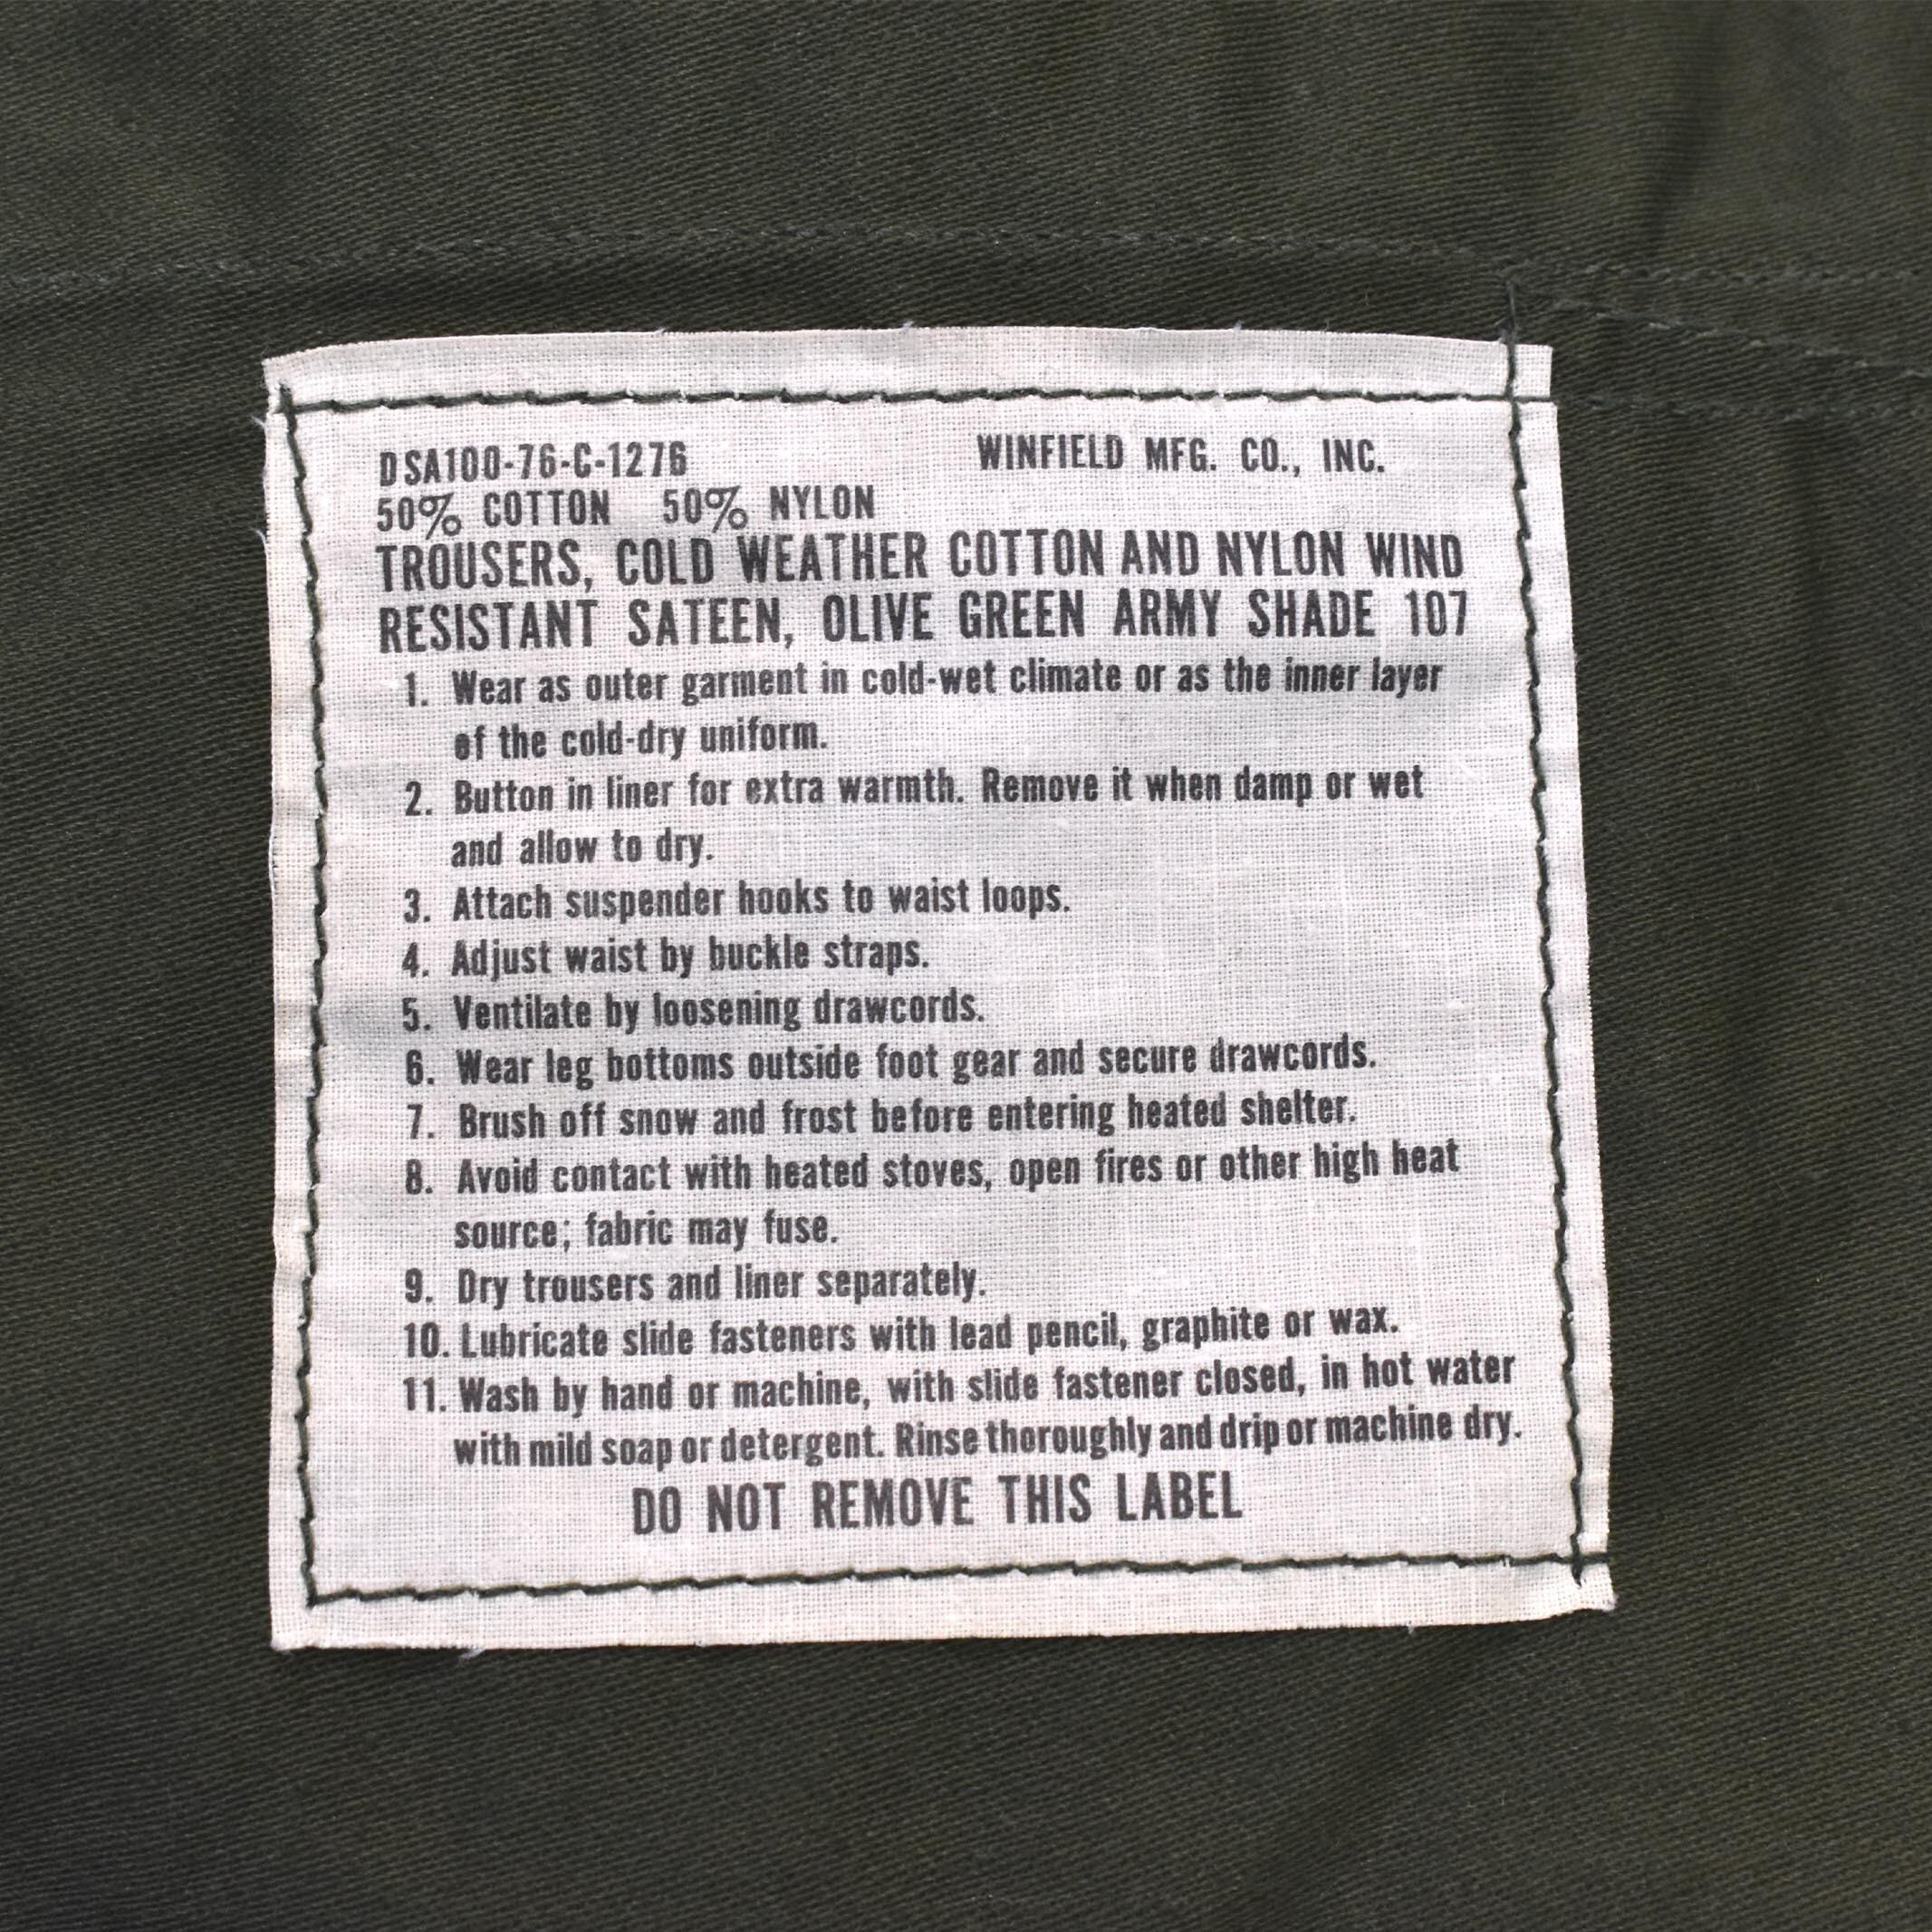 DSA100-76-C-1276 WINFIELD MFG. CO., INC.
50% COTTON 50% NYLON
TROUSERS, COLD WEATHER COTTON AND NYLON WIND
RESISTANT SATEEN, OLIVE GREEN ARMY SHADE 107
1. Wear as outer garment in cold-wet climate or as the inner layer
of the cold-dry uniform.
2. Button in liner for extra warmth. Remove it when damp or wet
and allow to dry.
3. Attach suspender hooks to waist loops.
4. Adjust waist by buckle straps.
5. Ventilate by loosening drawcords.
6. Wear leg bottoms outside foot gear and secure drawcords.
7. Brush off snow and frost before entering heated shelter.
8. Avoid contact with heated stoves, open fires or other high heat
source; fabric may fuse.
9. Dry trousers and liner separately.
10. Lubricate slide fasteners with lead pencil, graphite or wax.
11. Wash by hand or machine, with slide fastener closed, in hot water
with mild soap or detergent. Rinse thoroughly and drip or machine dry.
DO NOT REMOVE THIS LABEL